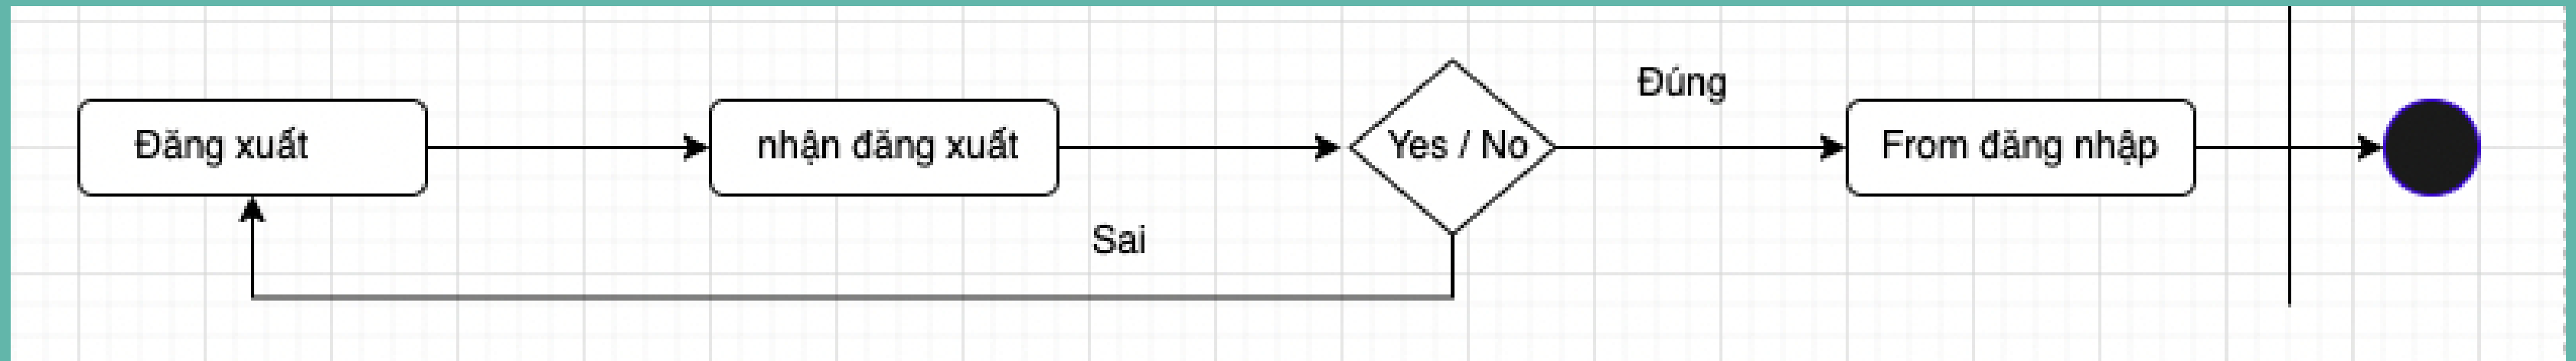 Đăng xuất
nhận đăng xuất
Yes / No
Đúng
From đăng nhập
Sai